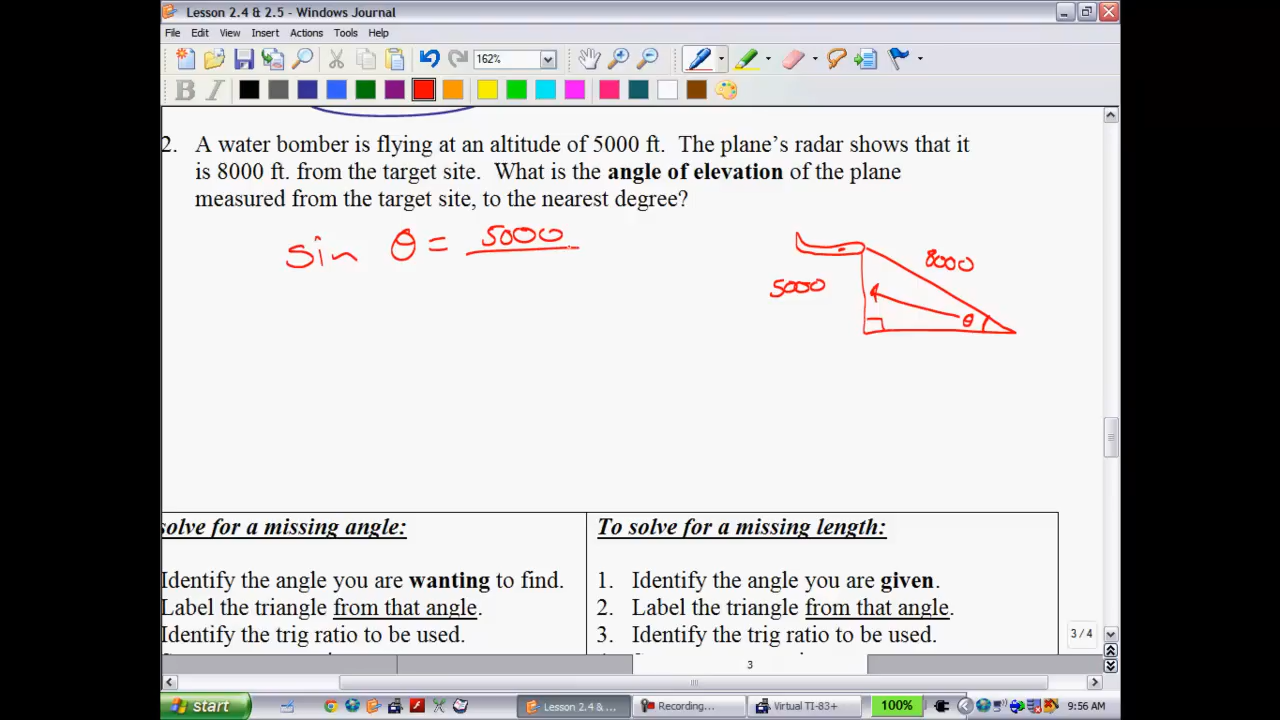 Lesson 2.4 & 2.5 - Windows Journal
File Edit View Insert Actions Tools Help
162%
B I
2. A water bomber is flying at an altitude of 5000 ft. The plane's radar shows that it
is 8000 ft. from the target site. What is the angle of elevation of the plane
measured from the target site, to the nearest degree?
sin θ = 5000
8000
5000
θ
solve for a missing angle:
Identify the angle you are wanting to find.
Label the triangle from that angle.
Identify the trig ratio to be used.
To solve for a missing length:
1. Identify the angle you are given.
2. Label the triangle from that angle.
3. Identify the trig ratio to be used.
3 / 4
3
start
Lesson 2.4 & ...
Recording...
Virtual TI-83+
100%
9:56 AM